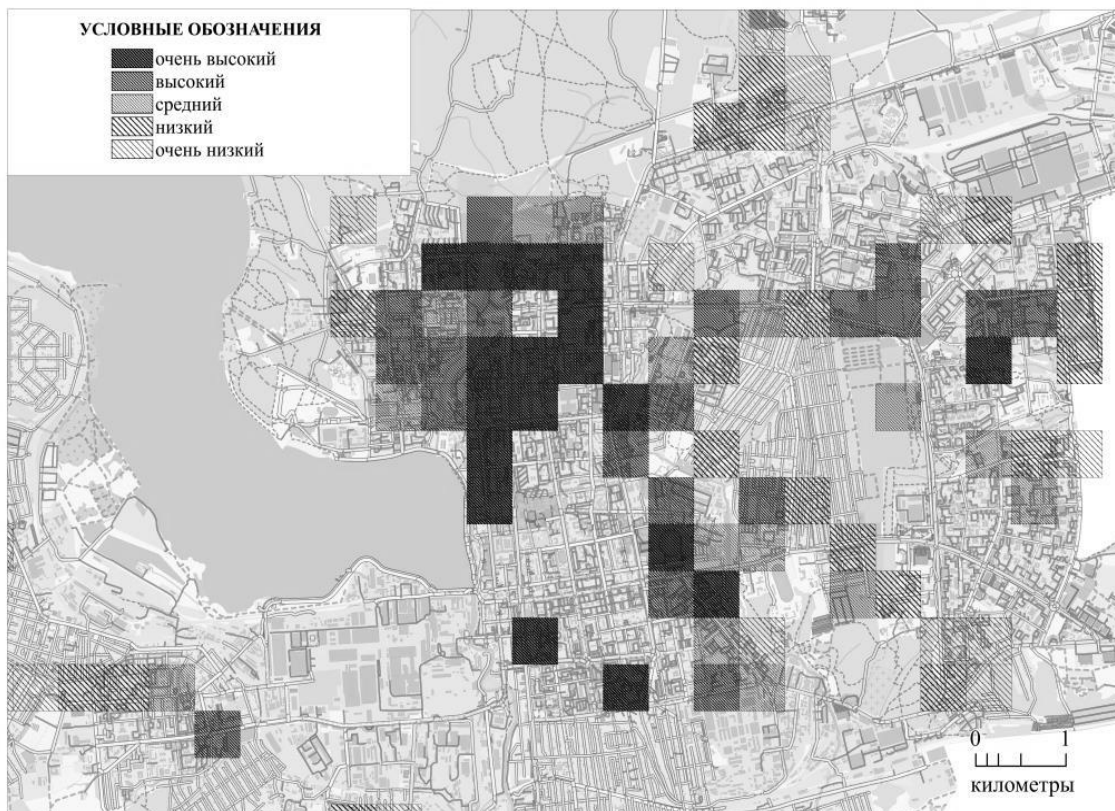 УСЛОВНЫЕ ОБОЗНАЧЕНИЯ
очень высокий
высокий
средний
низкий
очень низкий
0 1
километры